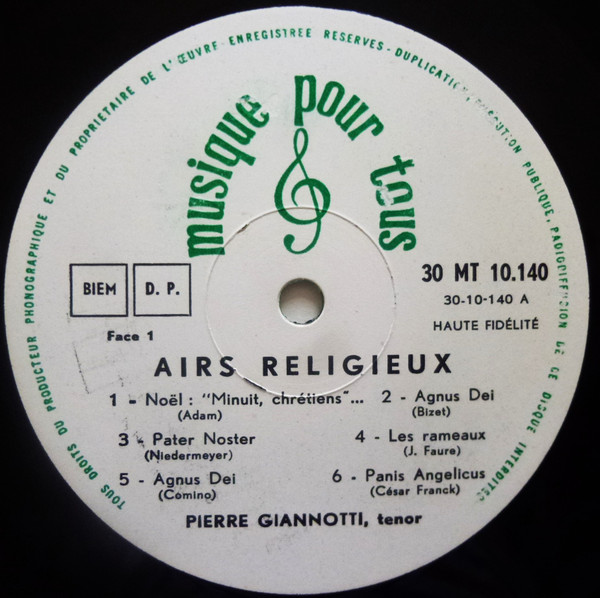 TOUS DROITS DU PRODUCTEUR PHONOGRAPHIQUE ET DU PROPRIETAIRE DE L'ŒUVRE ENREGISTREE RESERVES - DUPLICATION, EXECUTION PUBLIQUE, RADIODIFFUSION DE CE DISQUE INTERDITES
musique pour tous
BIEM D. P.
30 MT 10.140
30-10-140 A
HAUTE FIDÉLITÉ
Face 1
AIRS RELIGIEUX
1 - Noël : "Minuit, chrétiens"... 2 - Agnus Dei
(Adam) (Bizet)
3 - Pater Noster 4 - Les rameaux
(Niedermeyer) (J. Faure)
5 - Agnus Dei 6 - Panis Angelicus
(Comino) (César Franck)
PIERRE GIANNOTTI, tenor